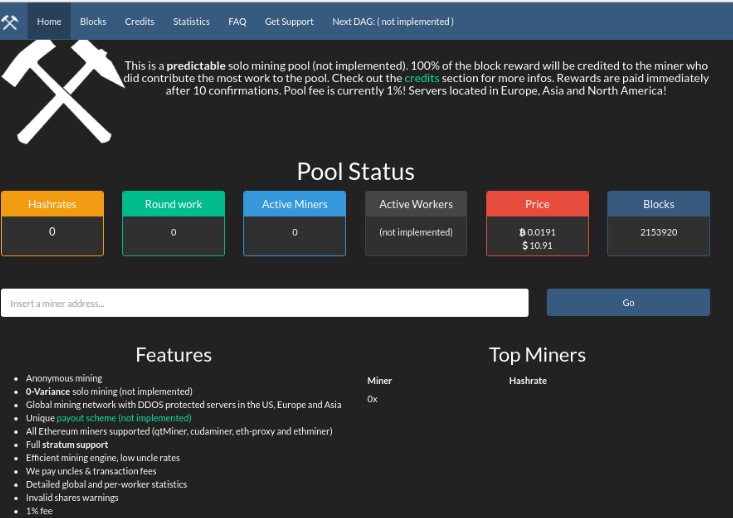 Home Blocks Credits Statistics FAQ Get Support Next DAG: ( not implemented )
This is a predictable solo mining pool (not implemented). 100% of the block reward will be credited to the miner who
did contribute the most work to the pool. Check out the credits section for more infos. Rewards are paid immediately
after 10 confirmations. Pool fee is currently 1%! Servers located in Europe, Asia and North America!
Pool Status
Hashrates
0
Round work
0
Active Miners
0
Active Workers
(not implemented)
Price
฿ 0.0191
$ 10.91
Blocks
2153920
Insert a miner address...
Go
Features
Anonymous mining
0-Variance solo mining (not implemented)
Global mining network with DDOS protected servers in the US, Europe and Asia
Unique payout scheme (not implemented)
All Ethereum miners supported (qtMiner, cudaminer, eth-proxy and ethminer)
Full stratum support
Efficient mining engine, low uncle rates
We pay uncles & transaction fees
Detailed global and per-worker statistics
Invalid shares warnings
1% fee
Top Miners
Miner Hashrate
0x